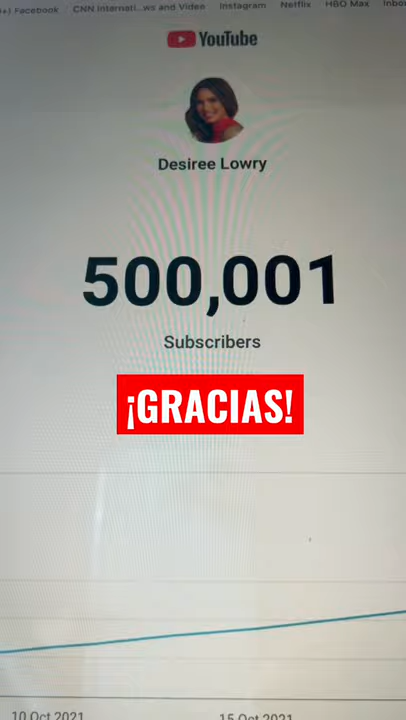 +) Facebook CNN Internati...ws and Video Instagram Netflix HBO Max Inbo
YouTube
Desiree Lowry
500,001
Subscribers
¡GRACIAS!
10 Oct 2021 15 Oct 2021